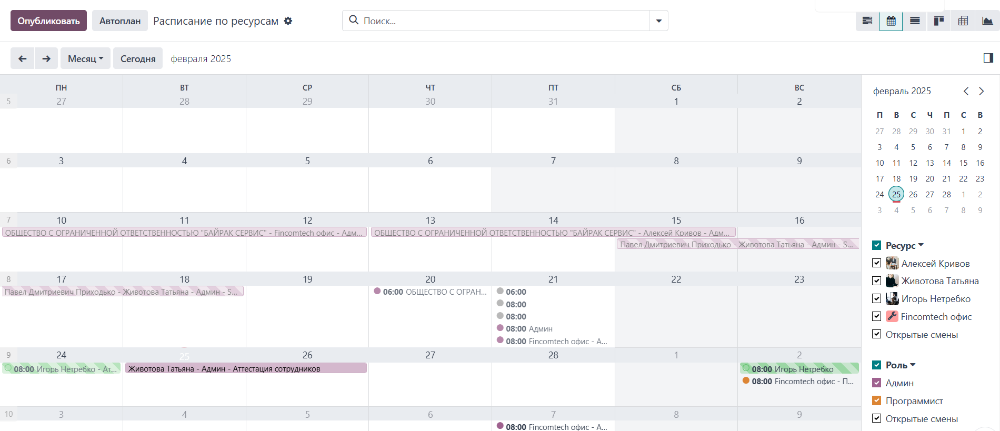 Опубликовать Автоплан Расписание по ресурсам Поиск...
Месяц Сегодня февраля 2025
ПН ВТ СР ЧТ ПТ СБ ВС
5 27 28 29 30 31 1 2
6 3 4 5 6 7 8 9
7 10 11 12 13 14 15 16
ОБЩЕСТВО С ОГРАНИЧЕННОЙ ОТВЕТСТВЕННОСТЬЮ "БАЙРАК СЕРВИС" - Fincomtech офис - Адм...
ОБЩЕСТВО С ОГРАНИЧЕННОЙ ОТВЕТСТВЕННОСТЬЮ "БАЙРАК СЕРВИС" - Алексей Кривов - Адм...
Павел Дмитриевич Приходько - Животова Татьяна - Админ - S...
8 17 18 19 20 21 22 23
Павел Дмитриевич Приходько - Животова Татьяна - Админ - S...
06:00 ОБЩЕСТВО С ОГРАН...
06:00
08:00
08:00
08:00 Админ
08:00 Fincomtech офис - А...
9 24 25 26 27 28 1 2
08:00 Игорь Нетребко - Ат...
Животова Татьяна - Админ - Аттестация сотрудников
08:00 Игорь Нетребко
08:00 Fincomtech офис - П...
10 3 4 5 6 7 8 9
08:00 Fincomtech офис - А...
февраль 2025
П В С Ч П С В
27 28 29 30 31 1 2
3 4 5 6 7 8 9
10 11 12 13 14 15 16
17 18 19 20 21 22 23
24 25 26 27 28 1 2
3 4 5 6 7 8 9
Ресурс
Алексей Кривов
Животова Татьяна
Игорь Нетребко
Fincomtech офис
Открытые смены
Роль
Админ
Программист
Открытые смены